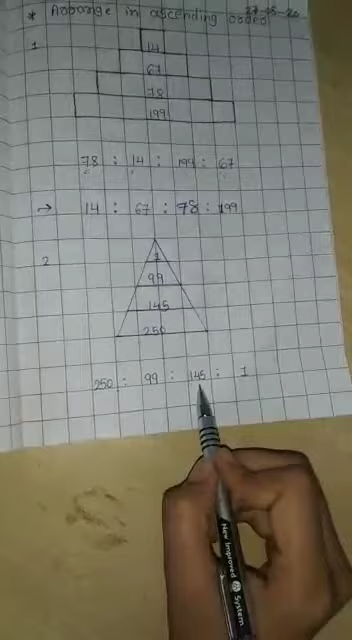 27-05-20
* Arrange in ascending order
1
14
67
78
199
78 : 14 : 199 : 67
→ 14 : 67 : 78 : 199
2
1
99
145
250
250 : 99 : 145 : 1
New Improved System